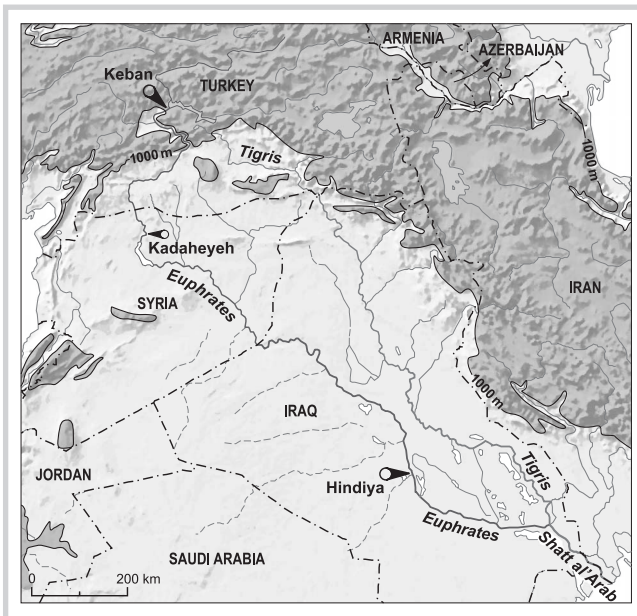 ARMENIA
AZERBAIJAN
Keban
TURKEY
1000 m
1000 m
Tigris
Kadaheyeh
SYRIA
Euphrates
IRAN
1000 m
IRAQ
JORDAN
Hindiya
Tigris
Euphrates
Shatt al'Arab
SAUDI ARABIA
0
200 km